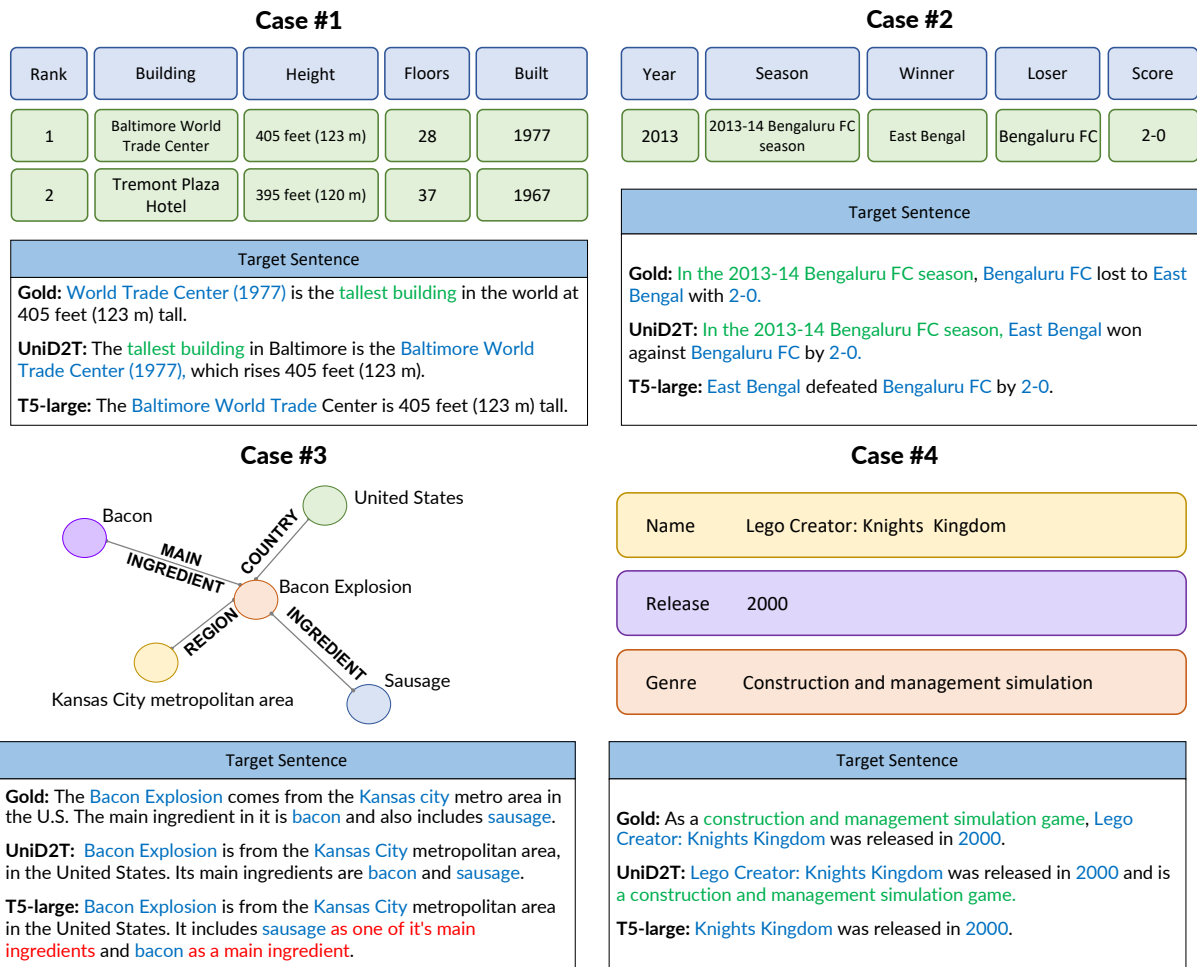 Case #1
Rank Building Height Floors Built
1 Baltimore World Trade Center 405 feet (123 m) 28 1977
2 Tremont Plaza Hotel 395 feet (120 m) 37 1967
Target Sentence
Gold: World Trade Center (1977) is the tallest building in the world at
405 feet (123 m) tall.
UniD2T: The tallest building in Baltimore is the Baltimore World
Trade Center (1977), which rises 405 feet (123 m).
T5-large: The Baltimore World Trade Center is 405 feet (123 m) tall.
Case #2
Year Season Winner Loser Score
2013 2013-14 Bengaluru FC season East Bengal Bengaluru FC 2-0
Target Sentence
Gold: In the 2013-14 Bengaluru FC season, Bengaluru FC lost to East
Bengal with 2-0.
UniD2T: In the 2013-14 Bengaluru FC season, East Bengal won
against Bengaluru FC by 2-0.
T5-large: East Bengal defeated Bengaluru FC by 2-0.
Case #3
United States
Bacon
COUNTRY
MAIN
INGREDIENT
Bacon Explosion
REGION
INGREDIENT
Sausage
Kansas City metropolitan area
Target Sentence
Gold: The Bacon Explosion comes from the Kansas city metro area in
the U.S. The main ingredient in it is bacon and also includes sausage.
UniD2T: Bacon Explosion is from the Kansas City metropolitan area,
in the United States. Its main ingredients are bacon and sausage.
T5-large: Bacon Explosion is from the Kansas City metropolitan area
in the United States. It includes sausage as one of it's main
ingredients and bacon as a main ingredient.
Case #4
Name Lego Creator: Knights Kingdom
Release 2000
Genre Construction and management simulation
Target Sentence
Gold: As a construction and management simulation game, Lego
Creator: Knights Kingdom was released in 2000.
UniD2T: Lego Creator: Knights Kingdom was released in 2000 and is
a construction and management simulation game.
T5-large: Knights Kingdom was released in 2000.